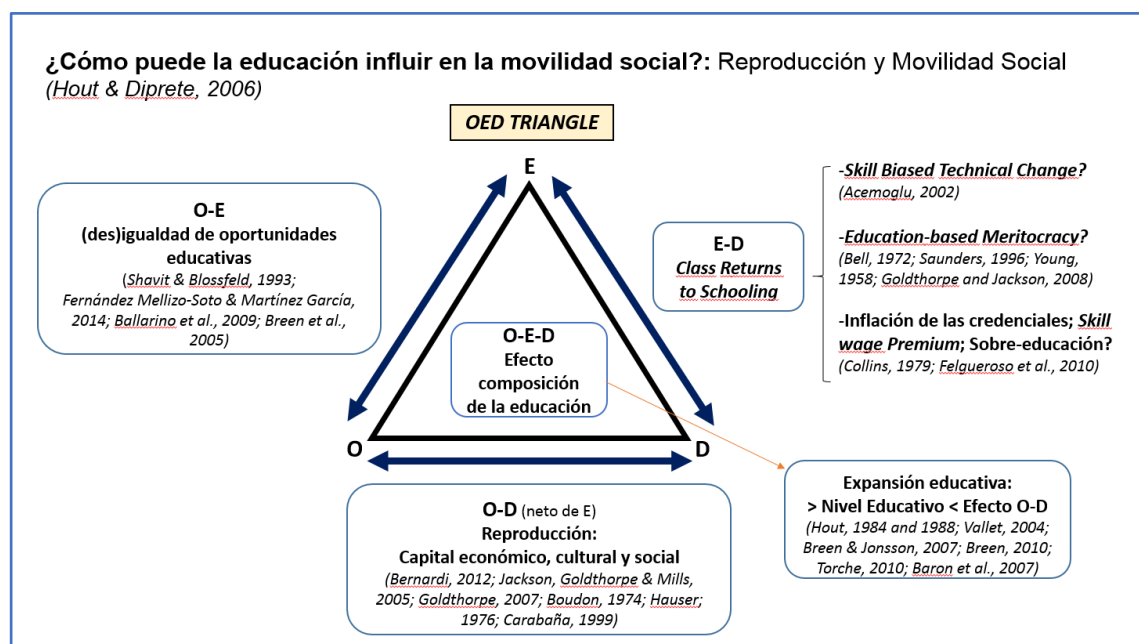 ¿Cómo puede la educación influir en la movilidad social?: Reproducción y Movilidad Social
(Hout & Diprete, 2006)
OED TRIANGLE
E
O-E
(des)igualdad de oportunidades
educativas
(Shavit & Blossfeld, 1993;
Fernández Mellizo-Soto & Martínez García,
2014; Ballarino et al., 2009; Breen et al.,
2005)
E-D
Class Returns
to Schooling
-Skill Biased Technical Change?
(Acemoglu, 2002)
-Education-based Meritocracy?
(Bell, 1972; Saunders, 1996; Young,
1958; Goldthorpe and Jackson, 2008)
-Inflación de las credenciales; Skill
wage Premium; Sobre-educación?
(Collins, 1979; Felgueroso et al., 2010)
O-E-D
Efecto
composición
de la educación
O
D
O-D (neto de E)
Reproducción:
Capital económico, cultural y social
(Bernardi, 2012; Jackson, Goldthorpe & Mills,
2005; Goldthorpe, 2007; Boudon, 1974; Hauser;
1976; Carabaña, 1999)
Expansión educativa:
> Nivel Educativo < Efecto O-D
(Hout, 1984 and 1988; Vallet, 2004;
Breen & Jonsson, 2007; Breen, 2010;
Torche, 2010; Baron et al., 2007)